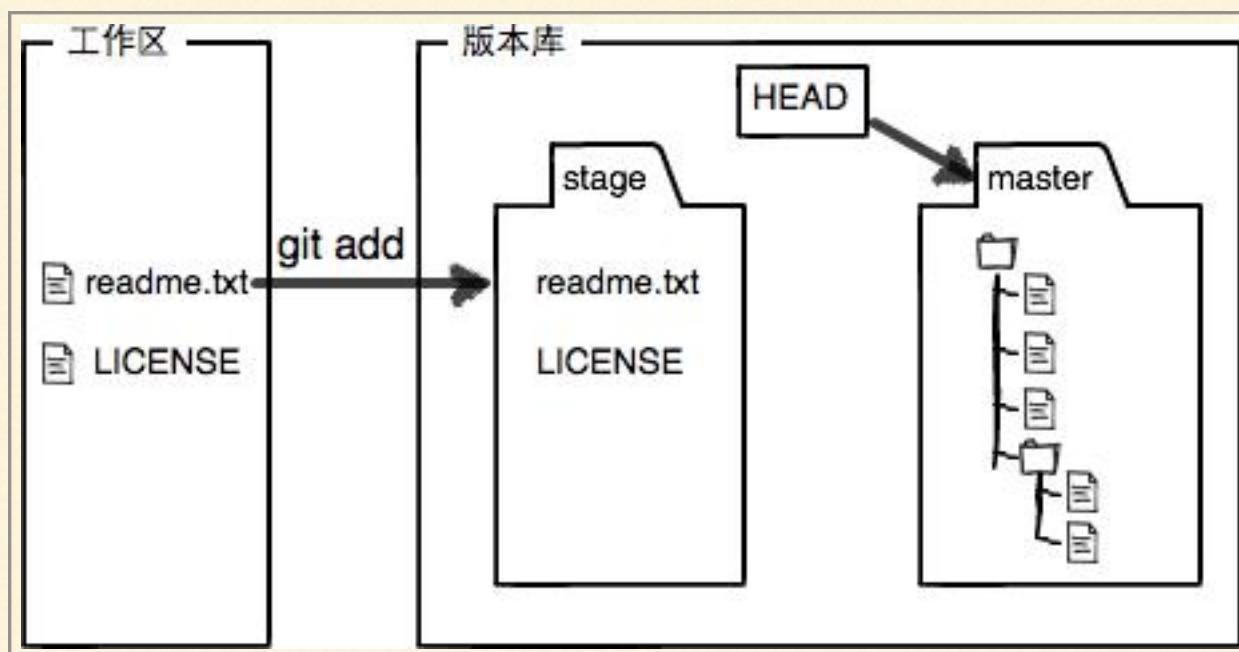 工作区
版本库
HEAD
stage
master
git add
readme.txt
readme.txt
LICENSE
LICENSE